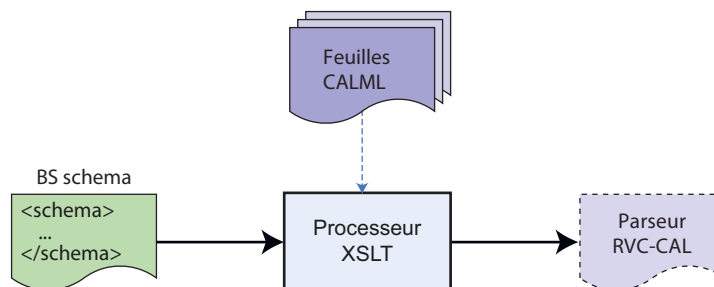 Feuilles
CALML
BS schema
<schema>
...
</schema>
Processeur
XSLT
Parseur
RVC-CAL